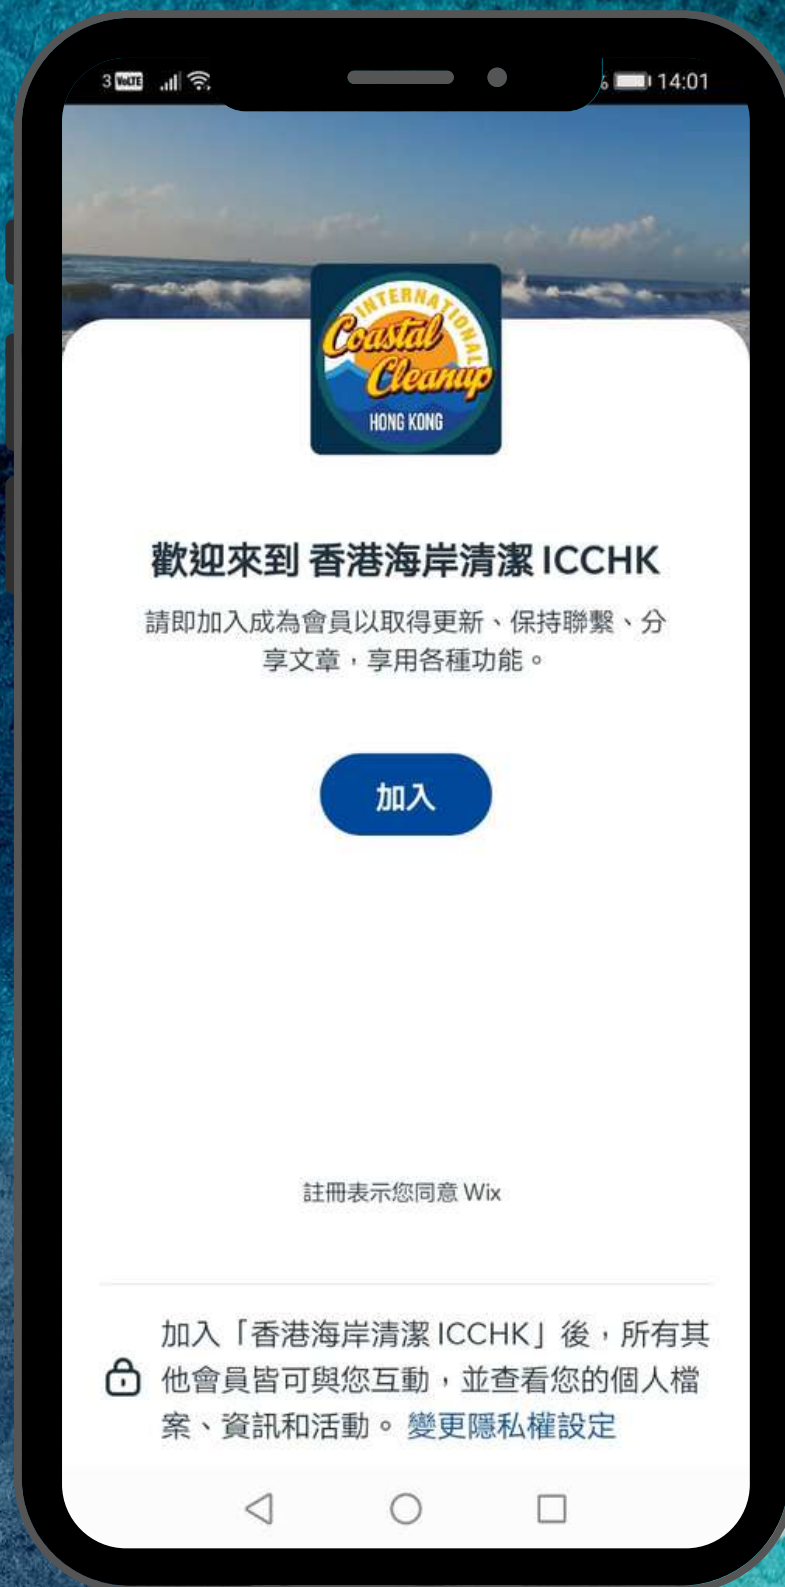 3 VoLTE
% 14:01
INTERNATIONAL
Coastal
Cleanup
HONG KONG
歡迎來到 香港海岸清潔 ICCHK
請即加入成為會員以取得更新、保持聯繫、分
享文章，享用各種功能。
加入
註冊表示您同意 Wix
加入「香港海岸清潔 ICCHK」後，所有其
他會員皆可與您互動，並查看您的個人檔
案、資訊和活動。 變更隱私權設定